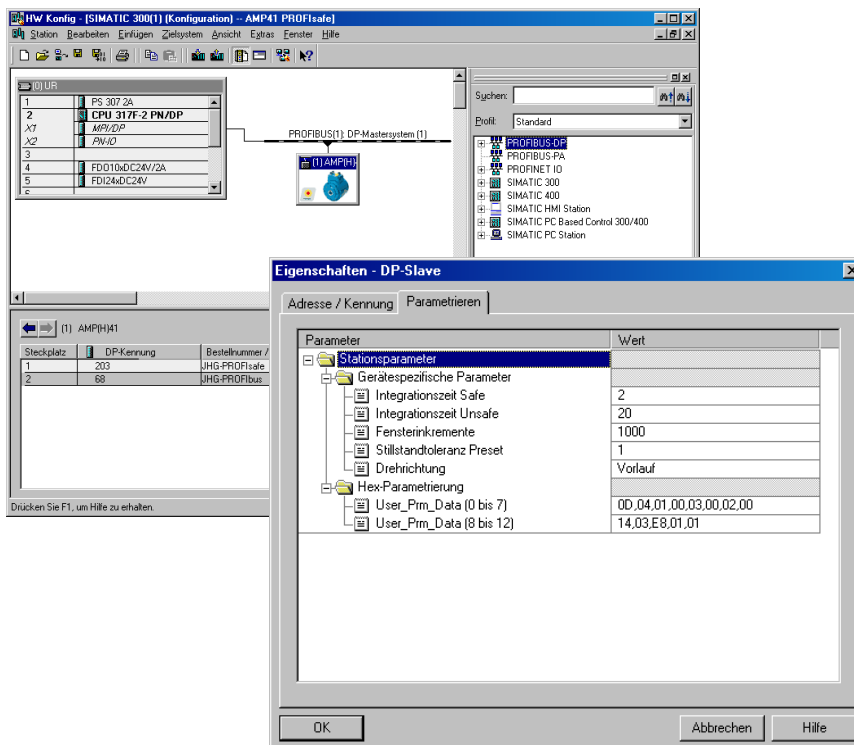 HW Konfig - [SIMATIC 300(1) (Konfiguration) -- AMP41 PROFIsafe]
Station Bearbeiten Einfügen Zielsystem Ansicht Extras Fenster Hilfe
(0) UR
1 PS 307 2A
2 CPU 317F-2 PN/DP
X1 MPI/DP
X2 PN-IO
3
4 FDO10xDC24V/2A
5 FDI24xDC24V
6
PROFIBUS(1): DP-Mastersystem (1)
(1) AMP(H)
Suchen:
Profil: Standard
PROFIBUS-DP
PROFIBUS-PA
PROFINET IO
SIMATIC 300
SIMATIC 400
SIMATIC HMI Station
SIMATIC PC Based Control 300/400
SIMATIC PC Station
(1) AMP(H)41
Steckplatz DP-Kennung Bestellnummer /
1 203 JHG-PROFIsafe
2 68 JHG-PROFIbus
Drücken Sie F1, um Hilfe zu erhalten.
Eigenschaften - DP-Slave
Adresse / Kennung Parametrieren
Parameter Wert
Stationsparameter
Gerätespezifische Parameter
Integrationszeit Safe 2
Integrationszeit Unsafe 20
Fensterinkremente 1000
Stillstandtoleranz Preset 1
Drehrichtung Vorlauf
Hex-Parametrierung
User_Prm_Data (0 bis 7) 0D,04,01,00,03,00,02,00
User_Prm_Data (8 bis 12) 14,03,E8,01,01
OK Abbrechen Hilfe